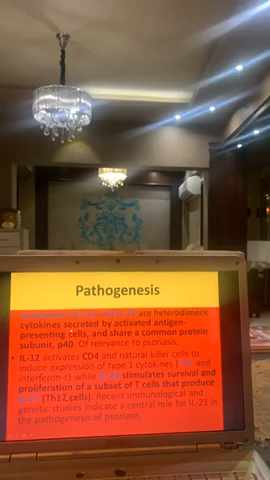 Pathogenesis
are heterodimeric
cytokines secreted by activated antigen-
presenting cells, and share a common protein
subunit, p40. Of relevance to psoriasis,
• IL-12 activates CD4 and natural killer cells to
induce expression of type 1 cytokines ( and
interferon-c) while stimulates survival and
proliferation of a subset of T cells that produce
(Th17 cells). Recent immunological and
genetic studies indicate a central role for IL-23 in
the pathogenesis of psoriasis.